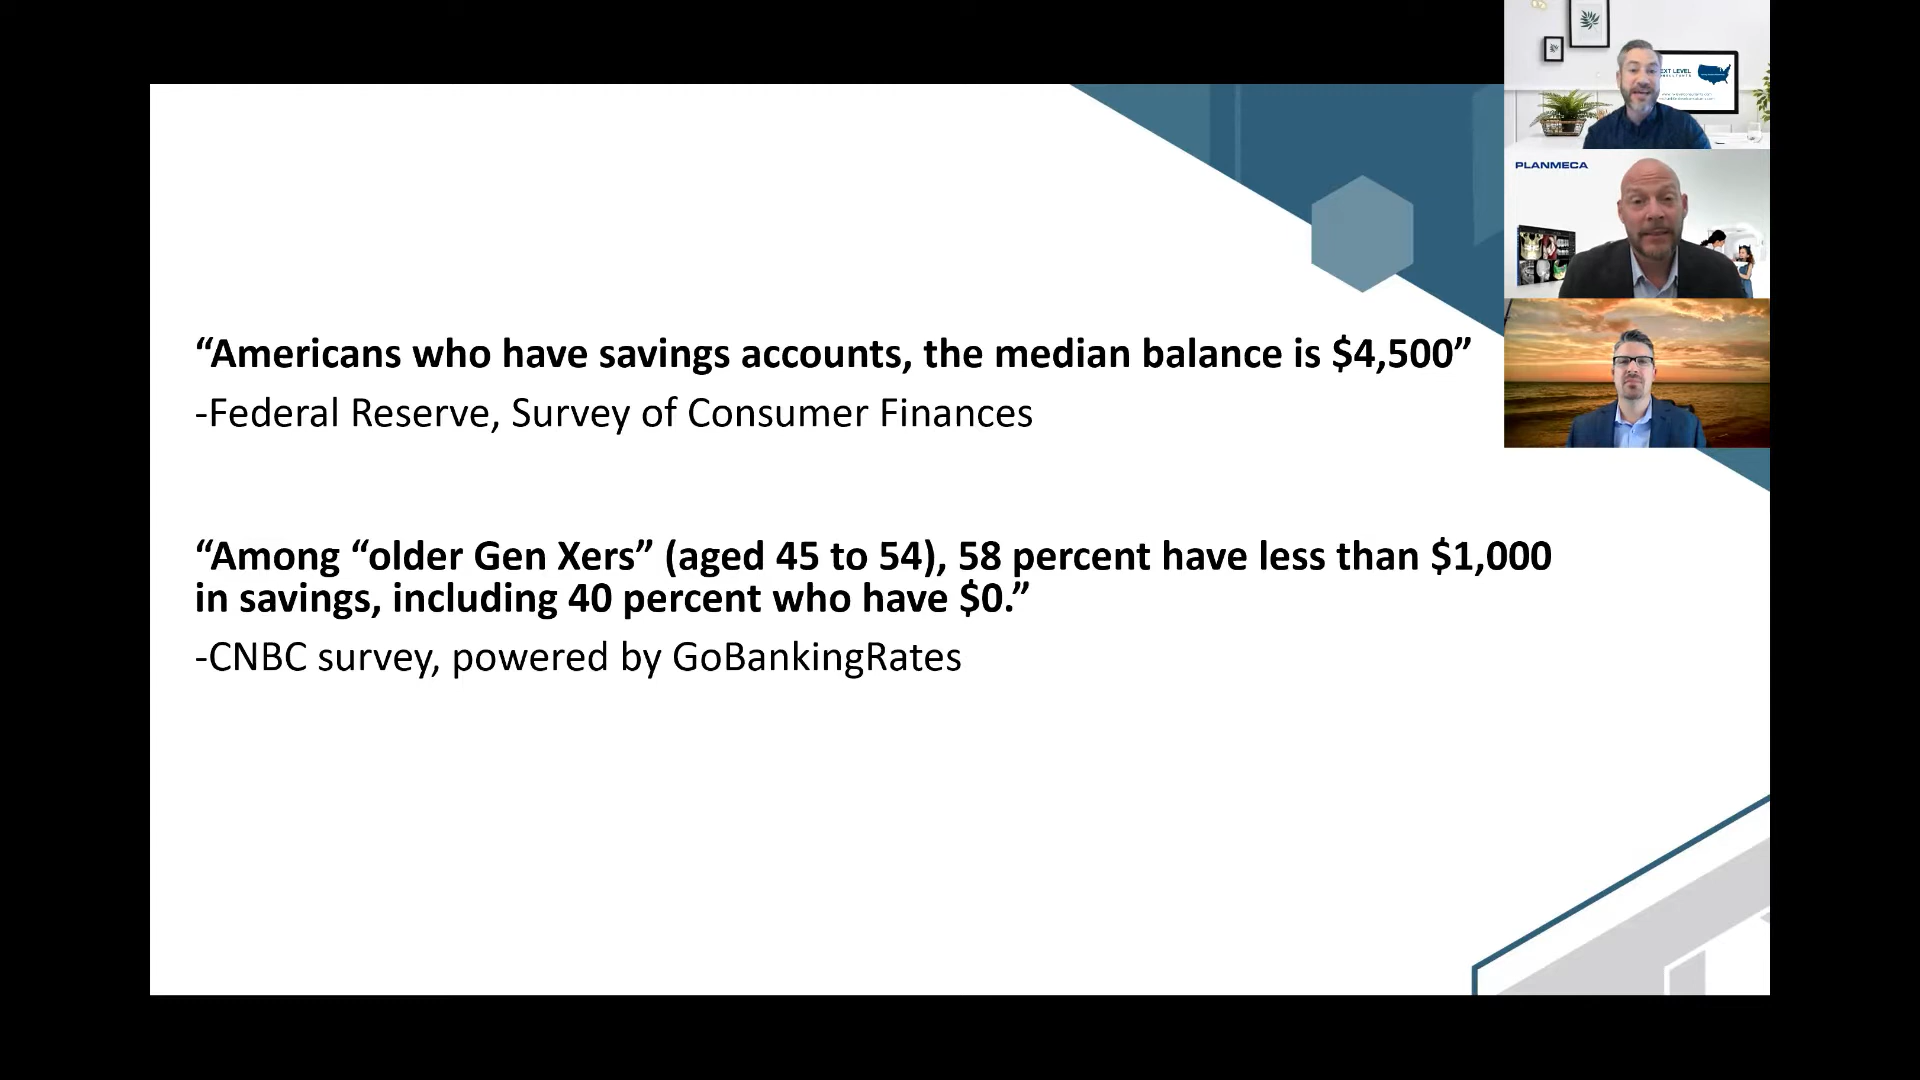 “Americans who have savings accounts, the median balance is $4,500”
-Federal Reserve, Survey of Consumer Finances
“Among “older Gen Xers” (aged 45 to 54), 58 percent have less than $1,000
in savings, including 40 percent who have $0.”
-CNBC survey, powered by GoBankingRates
EXT LEVEL
PLANMECA